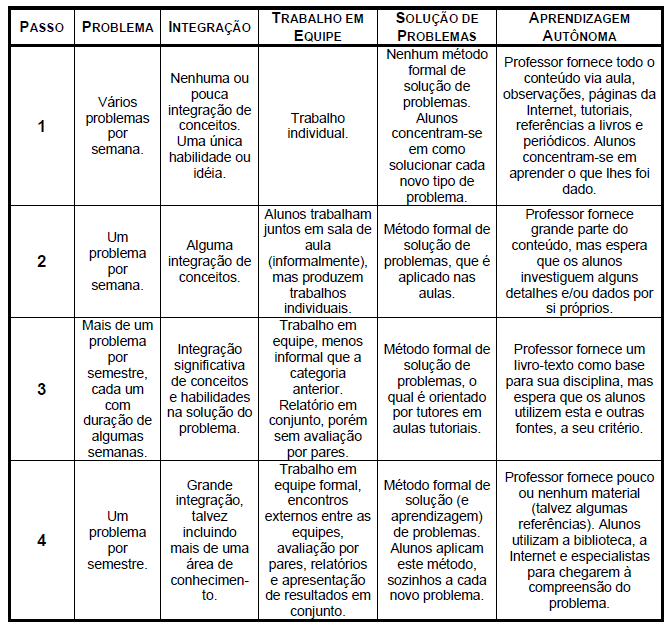 PASSO PROBLEMA INTEGRAÇÃO TRABALHO EM EQUIPE SOLUÇÃO DE PROBLEMAS APRENDIZAGEM AUTÔNOMA
1
Vários
problemas
por
semana.
Nenhuma ou
pouca
integração de
conceitos.
Uma única
habilidade ou
idéia.
Trabalho
individual.
Nenhum método
formal de
solução de
problemas.
Alunos
concentram-se
em como
solucionar cada
novo tipo de
problema.
Professor fornece todo o
conteúdo via aula,
observações, páginas da
Internet, tutoriais,
referências a livros e
periódicos. Alunos
concentram-se em
aprender o que lhes foi
dado.
2
Um
problema
por
semana.
Alguma
integração de
conceitos.
Alunos trabalham
juntos em sala de
aula
(informalmente),
mas produzem
trabalhos
individuais.
Método formal de
solução de
problemas, que é
aplicado nas
aulas.
Professor fornece
grande parte do
conteúdo, mas espera
que os alunos
investiguem alguns
detalhes e/ou dados por
si próprios.
3
Mais de um
problema
por
semestre,
cada um
com
duração de
algumas
semanas.
Integração
significativa
de conceitos
e habilidades
na solução do
problema.
Trabalho em
equipe, menos
informal que a
categoria
anterior.
Relatório em
conjunto, porém
sem avaliação
por pares.
Método formal de
solução de
problemas, o
qual é orientado
por tutores em
aulas tutoriais.
Professor fornece um
livro-texto como base
para sua disciplina, mas
espera que os alunos
utilizem esta e outras
fontes, a seu critério.
4
Um
problema
por
semestre.
Grande
integração,
talvez
incluindo
mais de uma
área de
conhecimen-
to.
Trabalho em
equipe formal,
encontros
externos entre as
equipes,
avaliação por
pares, relatórios
e apresentação
de resultados em
conjunto.
Método formal de
solução (e
aprendizagem)
de problemas.
Alunos aplicam
este método,
sozinhos a cada
novo problema.
Professor fornece pouco
ou nenhum material
(talvez algumas
referências). Alunos
utilizam a biblioteca, a
Internet e especialistas
para chegarem à
compreensão do
problema.